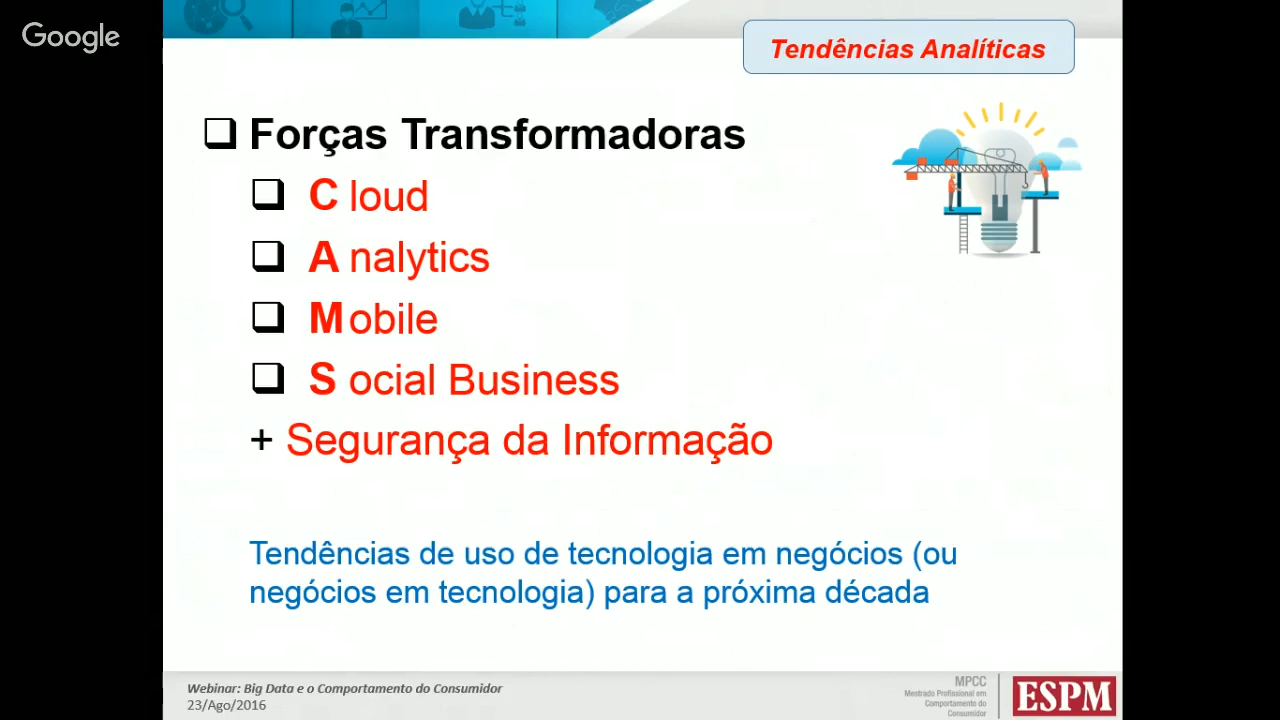 Google
Tendências Analíticas
Forças Transformadoras
C loud
A nalytics
M obile
S ocial Business
+ Segurança da Informação
Tendências de uso de tecnologia em negócios (ou
negócios em tecnologia) para a próxima década
Webinar: Big Data e o Comportamento do Consumidor
23/Ago/2016
MPCC
Mestrado Profissional em
Comportamento do
Consumidor
ESPM